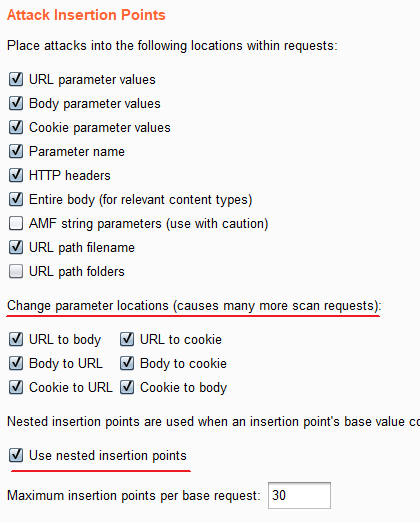 Attack Insertion Points
Place attacks into the following locations within requests:
URL parameter values
Body parameter values
Cookie parameter values
Parameter name
HTTP headers
Entire body (for relevant content types)
AMF string parameters (use with caution)
URL path filename
URL path folders
Change parameter locations (causes many more scan requests):
URL to body URL to cookie
Body to URL Body to cookie
Cookie to URL Cookie to body
Nested insertion points are used when an insertion point's base value
Use nested insertion points
Maximum insertion points per base request: 30